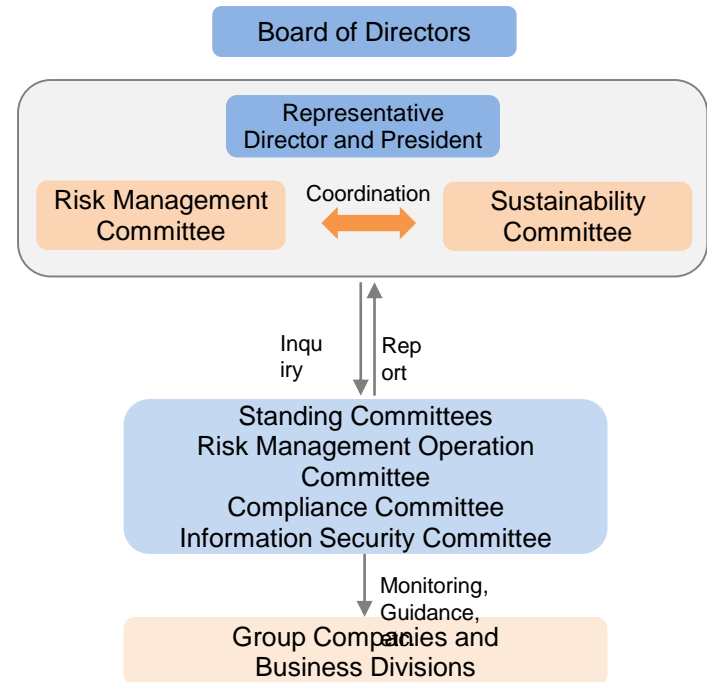 Board of Directors
Representative
Director and President
Risk Management
Committee
Coordination
Sustainability
Committee
Inqu
iry
Rep
ort
Standing Committees
Risk Management Operation
Committee
Compliance Committee
Information Security Committee
Monitoring,
Guidance,
etc.
Group Companies and
Business Divisions